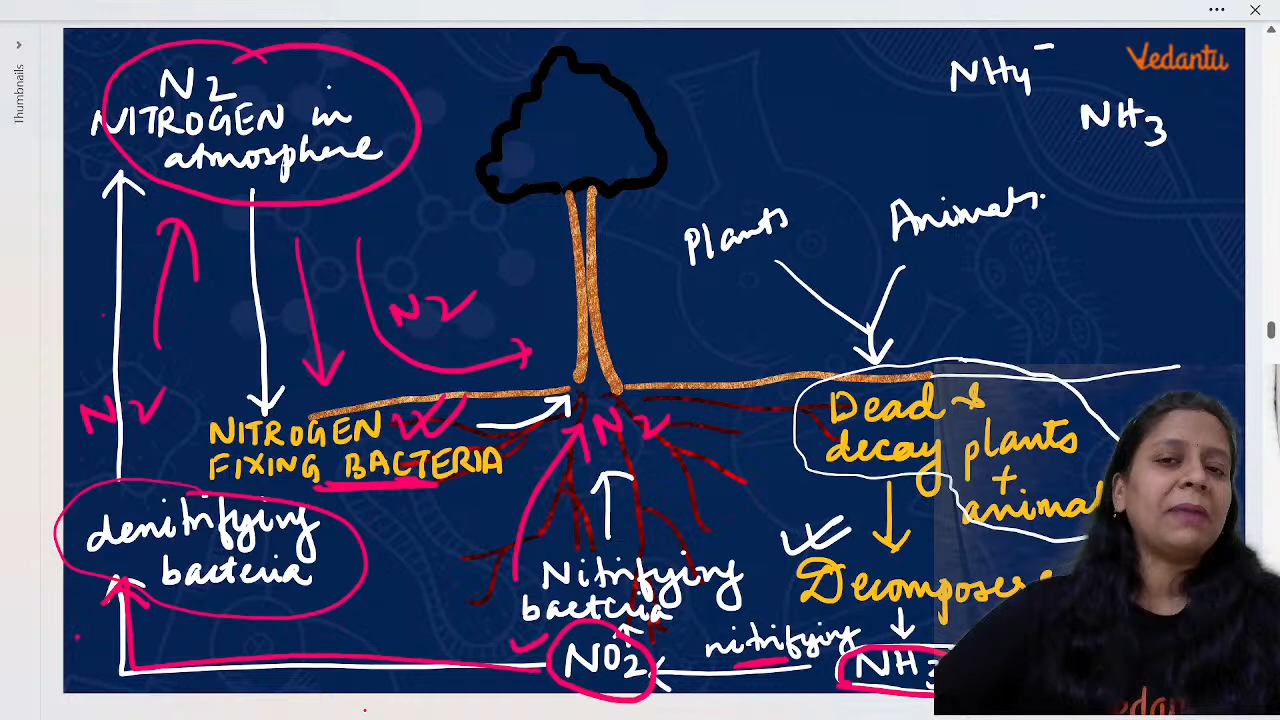 Thumbnails
Vedantu
NH4-
NH3
N2
NITROGEN in
atmosphere
Plants
Animals.
N2
N2
NITROGEN
FIXING BACTERIA
N2
Dead &
decay plants
+
animal
denitrifying
bacteria
Decomposer
Nitrifying
bacteria
nitrifying
NO2
NH3